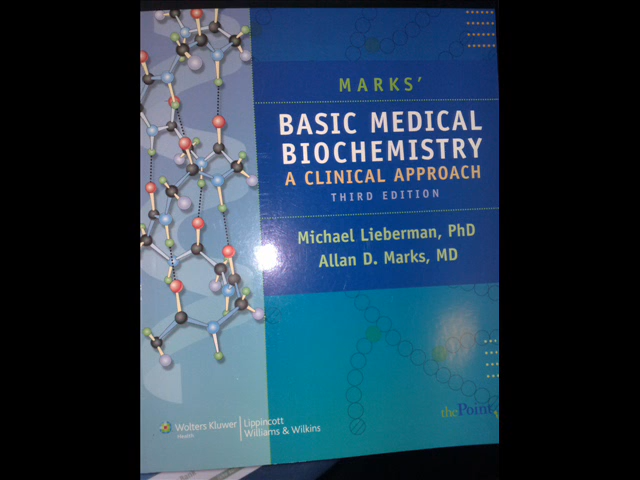 MARKS'
BASIC MEDICAL
BIOCHEMISTRY
A CLINICAL APPROACH
THIRD EDITION
Michael Lieberman, PhD
Allan D. Marks, MD
thePoint
Wolters Kluwer
Health
Lippincott
Williams & Wilkins